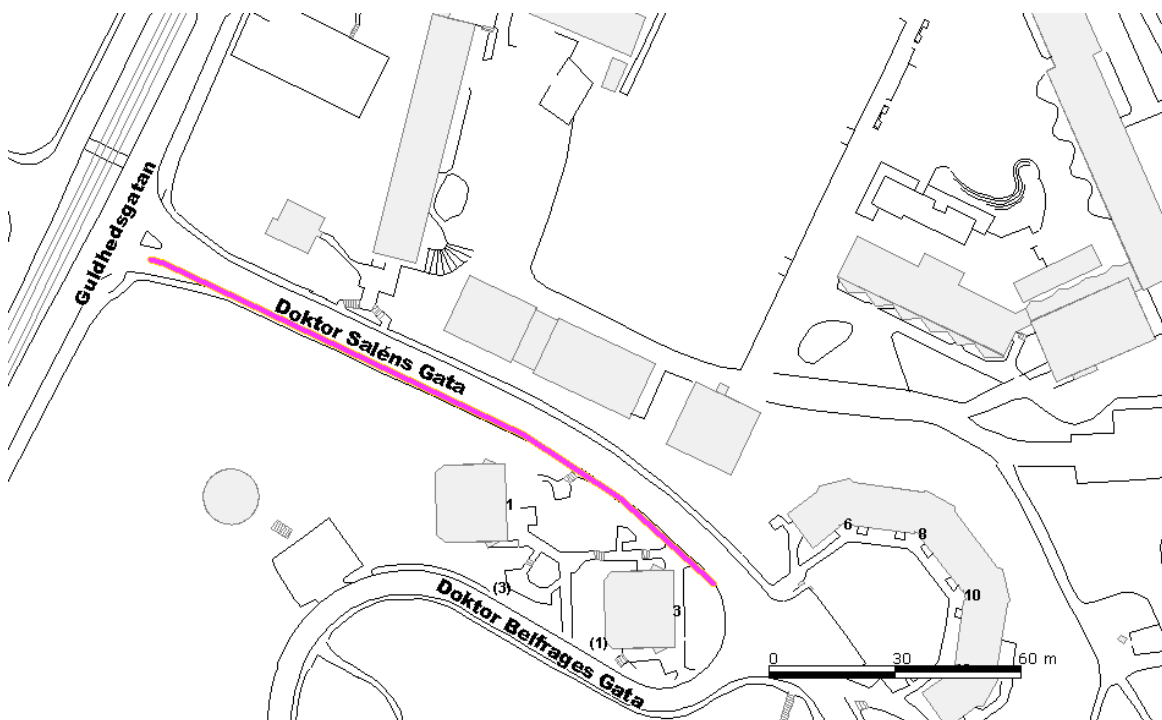 Guldhedsgatan
Doktor Saléns Gata
1
6
8
10
(3)
3
(1)
Doktor Belfrages Gata
0 30 60 m